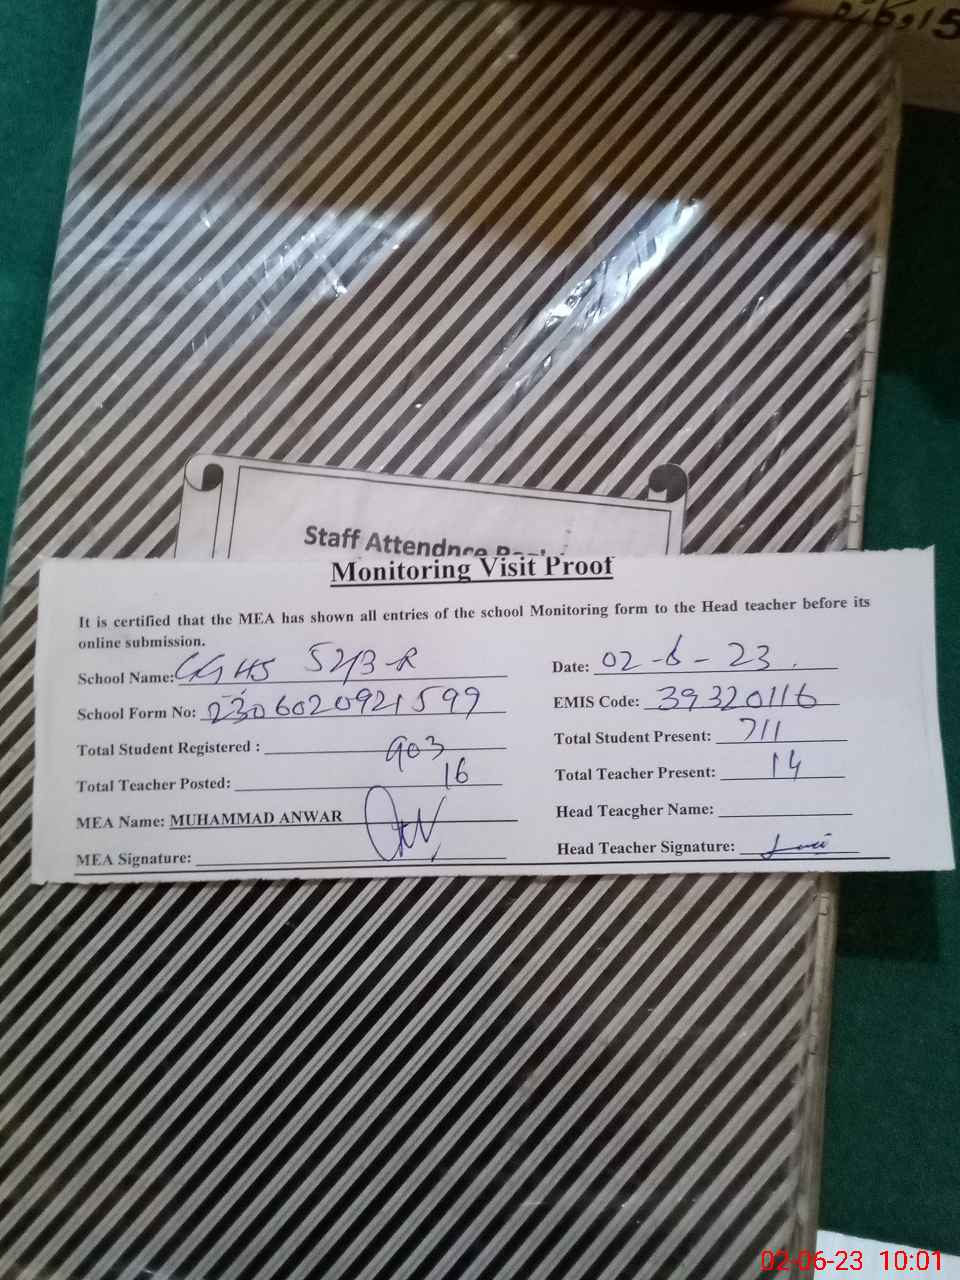 Staff Attendnce
Monitoring Visit Proof
It is certified that the MEA has shown all entries of the school Monitoring form to the Head teacher before its
online submission.
School Name: GGHS 52/3-R Date: 02-6-23
School Form No: 2306020921599 EMIS Code: 39320116
Total Student Registered : 903 Total Student Present: 711
Total Teacher Posted: 16 Total Teacher Present: 14
MEA Name: MUHAMMAD ANWAR Head Teacgher Name:
MEA Signature: Head Teacher Signature:
02-06-23 10:01